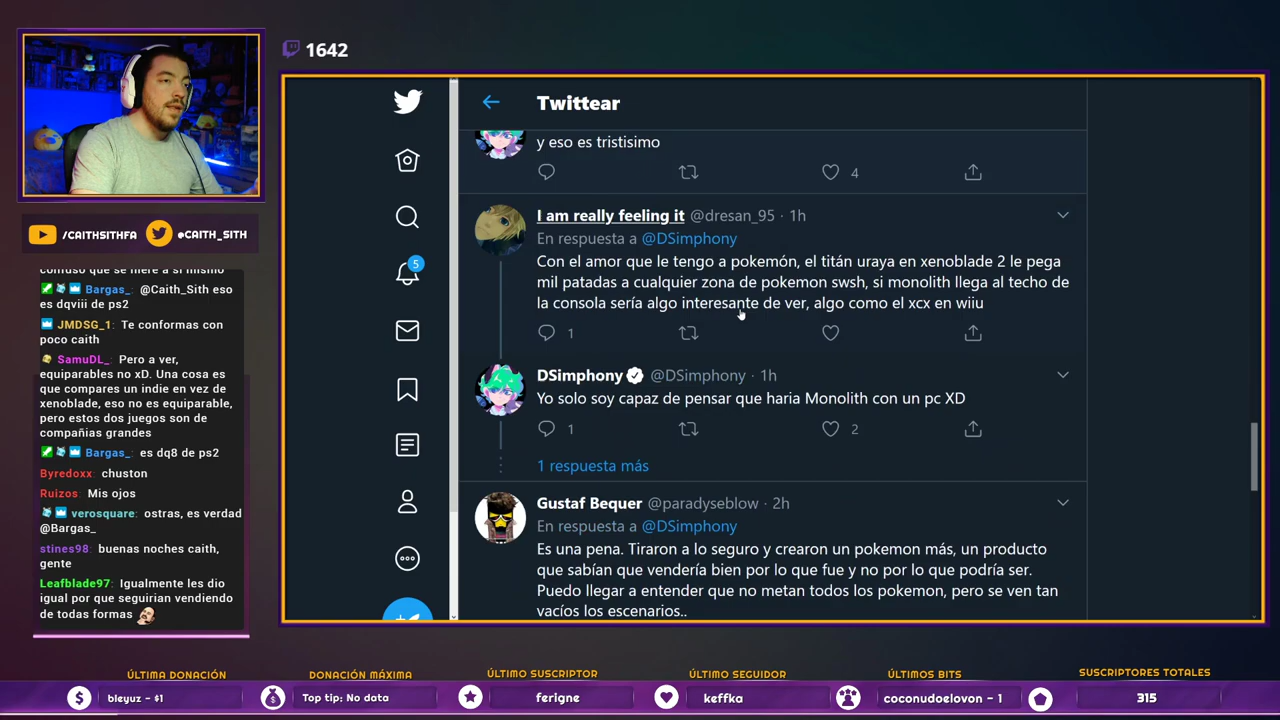 1642
/CAITHSITHFA
@CAITH_SITH
confuso que se hiere a si mismo
Bargas_: @Caith_Sith eso
es dqviii de ps2
JMDSG_1: Te conformas con
poco caith
SamuDL_: Pero a ver,
equiparables no xD. Una cosa es
que compares un indie en vez de
xenoblade, eso no es equiparable,
pero estos dos juegos son de
compañias grandes
Bargas_: es dq8 de ps2
Byredoxx: chuston
Ruizos: Mis ojos
verosquare: ostras, es verdad
@Bargas_
stines98: buenas noches caith,
gente
Leafblade97: Igualmente les dio
igual por que seguirian vendiendo
de todas formas
5
Twittear
y eso es tristisimo
4
I am really feeling it @dresan_95 · 1h
En respuesta a @DSimphony
Con el amor que le tengo a pokemón, el titán uraya en xenoblade 2 le pega
mil patadas a cualquier zona de pokemon swsh, si monolith llega al techo de
la consola sería algo interesante de ver, algo como el xcx en wiiu
1
DSimphony @DSimphony · 1h
Yo solo soy capaz de pensar que haria Monolith con un pc XD
1 2
1 respuesta más
Gustaf Bequer @paradyseblow · 2h
En respuesta a @DSimphony
Es una pena. Tiraron a lo seguro y crearon un pokemon más, un producto
que sabían que vendería bien por lo que fue y no por lo que podría ser.
Puedo llegar a entender que no metan todos los pokemon, pero se ven tan
vacíos los escenarios..
ÚLTIMA DONACIÓN
bleyuz - $1
DONACIÓN MÁXIMA
Top tip: No data
ÚLTIMO SUSCRIPTOR
ferigne
ÚLTIMO SEGUIDOR
keffka
ÚLTIMOS BITS
coconudoelovon - 1
SUSCRIPTORES TOTALES
315